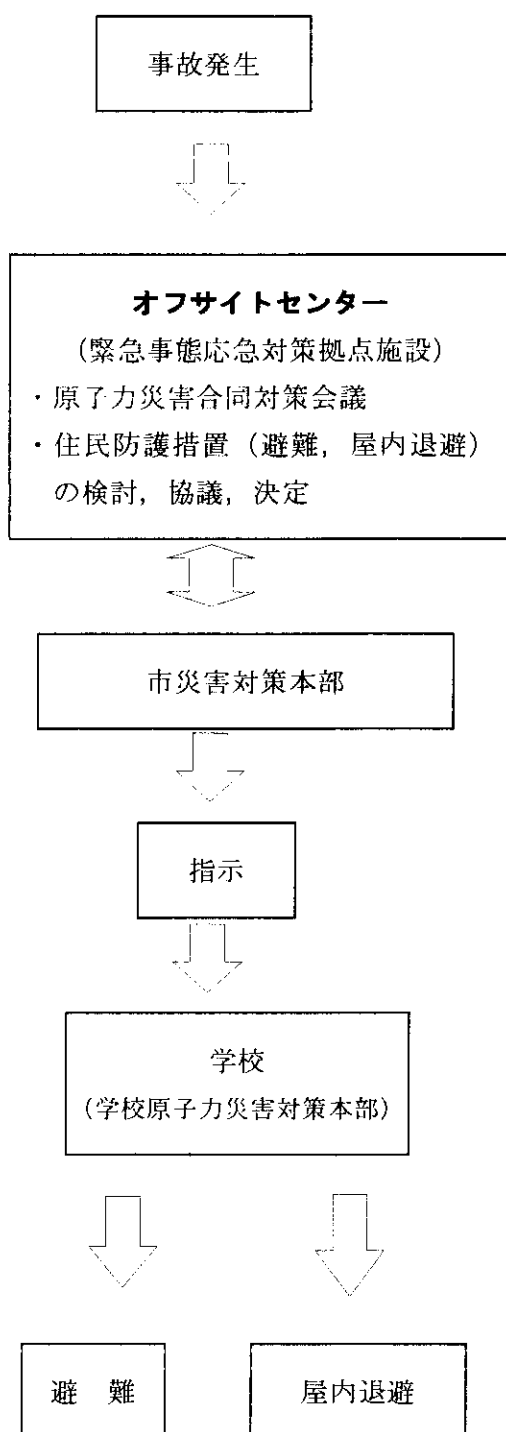 事故発生
オフサイトセンター
（緊急事態応急対策拠点施設）
・原子力災害合同対策会議
・住民防護措置（避難，屋内退避）
の検討，協議，決定
市災害対策本部
指示
学校
（学校原子力災害対策本部）
避　難
屋内退避